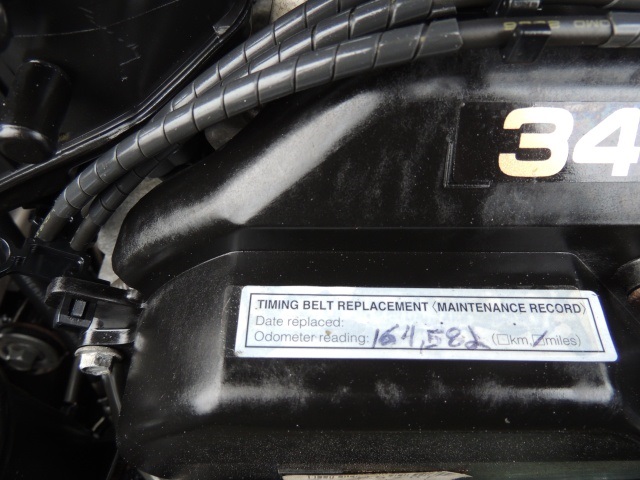 34
TIMING BELT REPLACEMENT (MAINTENANCE RECORD)
Date replaced:
Odometer reading: 164,582 (□km,☑miles)